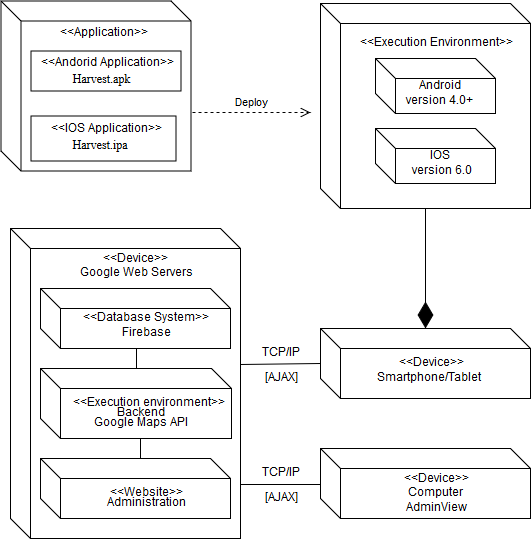 <<Application>>
<<Andorid Application>>
Harvest.apk
<<IOS Application>>
Harvest.ipa
Deploy
<<Execution Environment>>
Android
version 4.0+
IOS
version 6.0
<<Device>>
Google Web Servers
<<Database System>>
Firebase
<<Execution environment>>
Backend
Google Maps API
<<Website>>
Administration
TCP/IP
[AJAX]
<<Device>>
Smartphone/Tablet
TCP/IP
[AJAX]
<<Device>>
Computer
AdminView